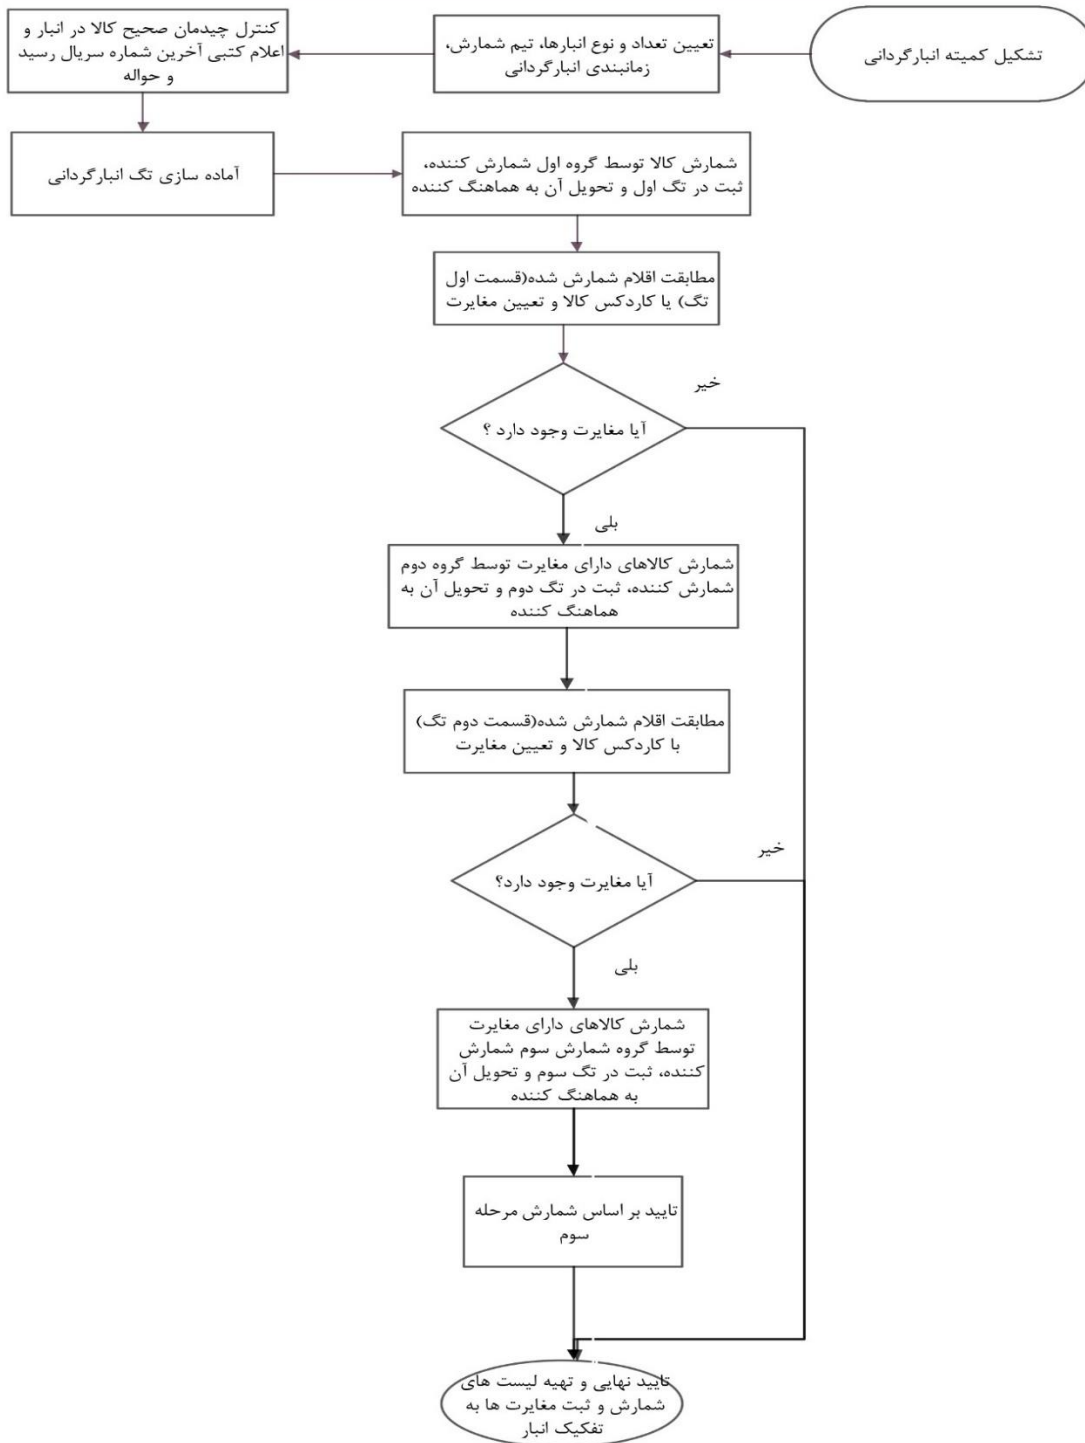 تشکیل کمیته انبارگردانی
تعیین تعداد و نوع انبارها، تیم شمارش،
زمانبندی انبارگردانی
کنترل چیدمان صحیح کالا در انبار و
اعلام کتبی آخرین شماره سریال رسید
و حواله
آماده سازی تگ انبارگردانی
شمارش کالا توسط گروه اول شمارش کننده،
ثبت در تگ اول و تحویل آن به هماهنگ کننده
مطابقت اقلام شمارش شده(قسمت اول
تگ) یا کاردکس کالا و تعیین مغایرت
آیا مغایرت وجود دارد ؟
خیر
بلی
شمارش کالاهای دارای مغایرت توسط گروه دوم
شمارش کننده، ثبت در تگ دوم و تحویل آن به
هماهنگ کننده
مطابقت اقلام شمارش شده(قسمت دوم تگ)
با کاردکس کالا و تعیین مغایرت
آیا مغایرت وجود دارد؟
خیر
بلی
شمارش کالاهای دارای مغایرت
توسط گروه شمارش سوم شمارش
کننده، ثبت در تگ سوم و تحویل آن
به هماهنگ کننده
تایید بر اساس شمارش مرحله
سوم
تایید نهایی و تهیه لیست های
شمارش و ثبت مغایرت ها به
تفکیک انبار